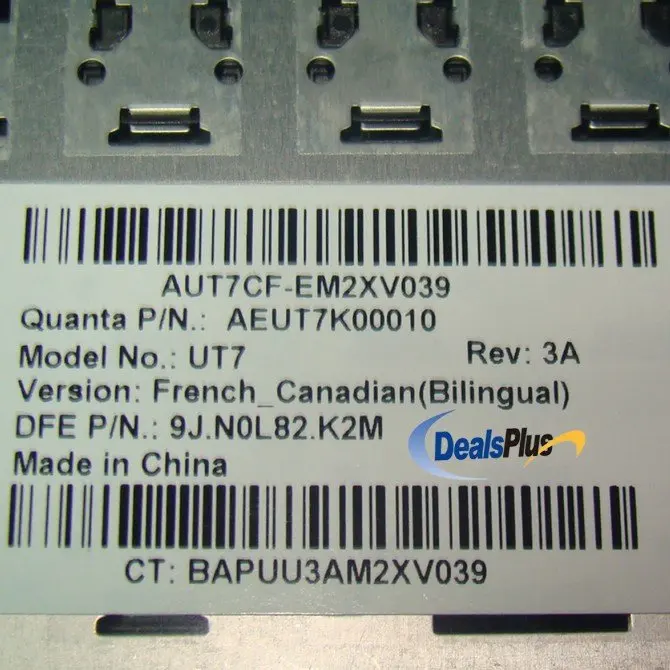 AUT7CF-EM2XV039
Quanta P/N.: AEUT7K00010
Model No.: UT7 Rev: 3A
Version: French_Canadian(Bilingual)
DFE P/N.: 9J.N0L82.K2M
DealsPlus
Made in China
CT: BAPUU3AM2XV039